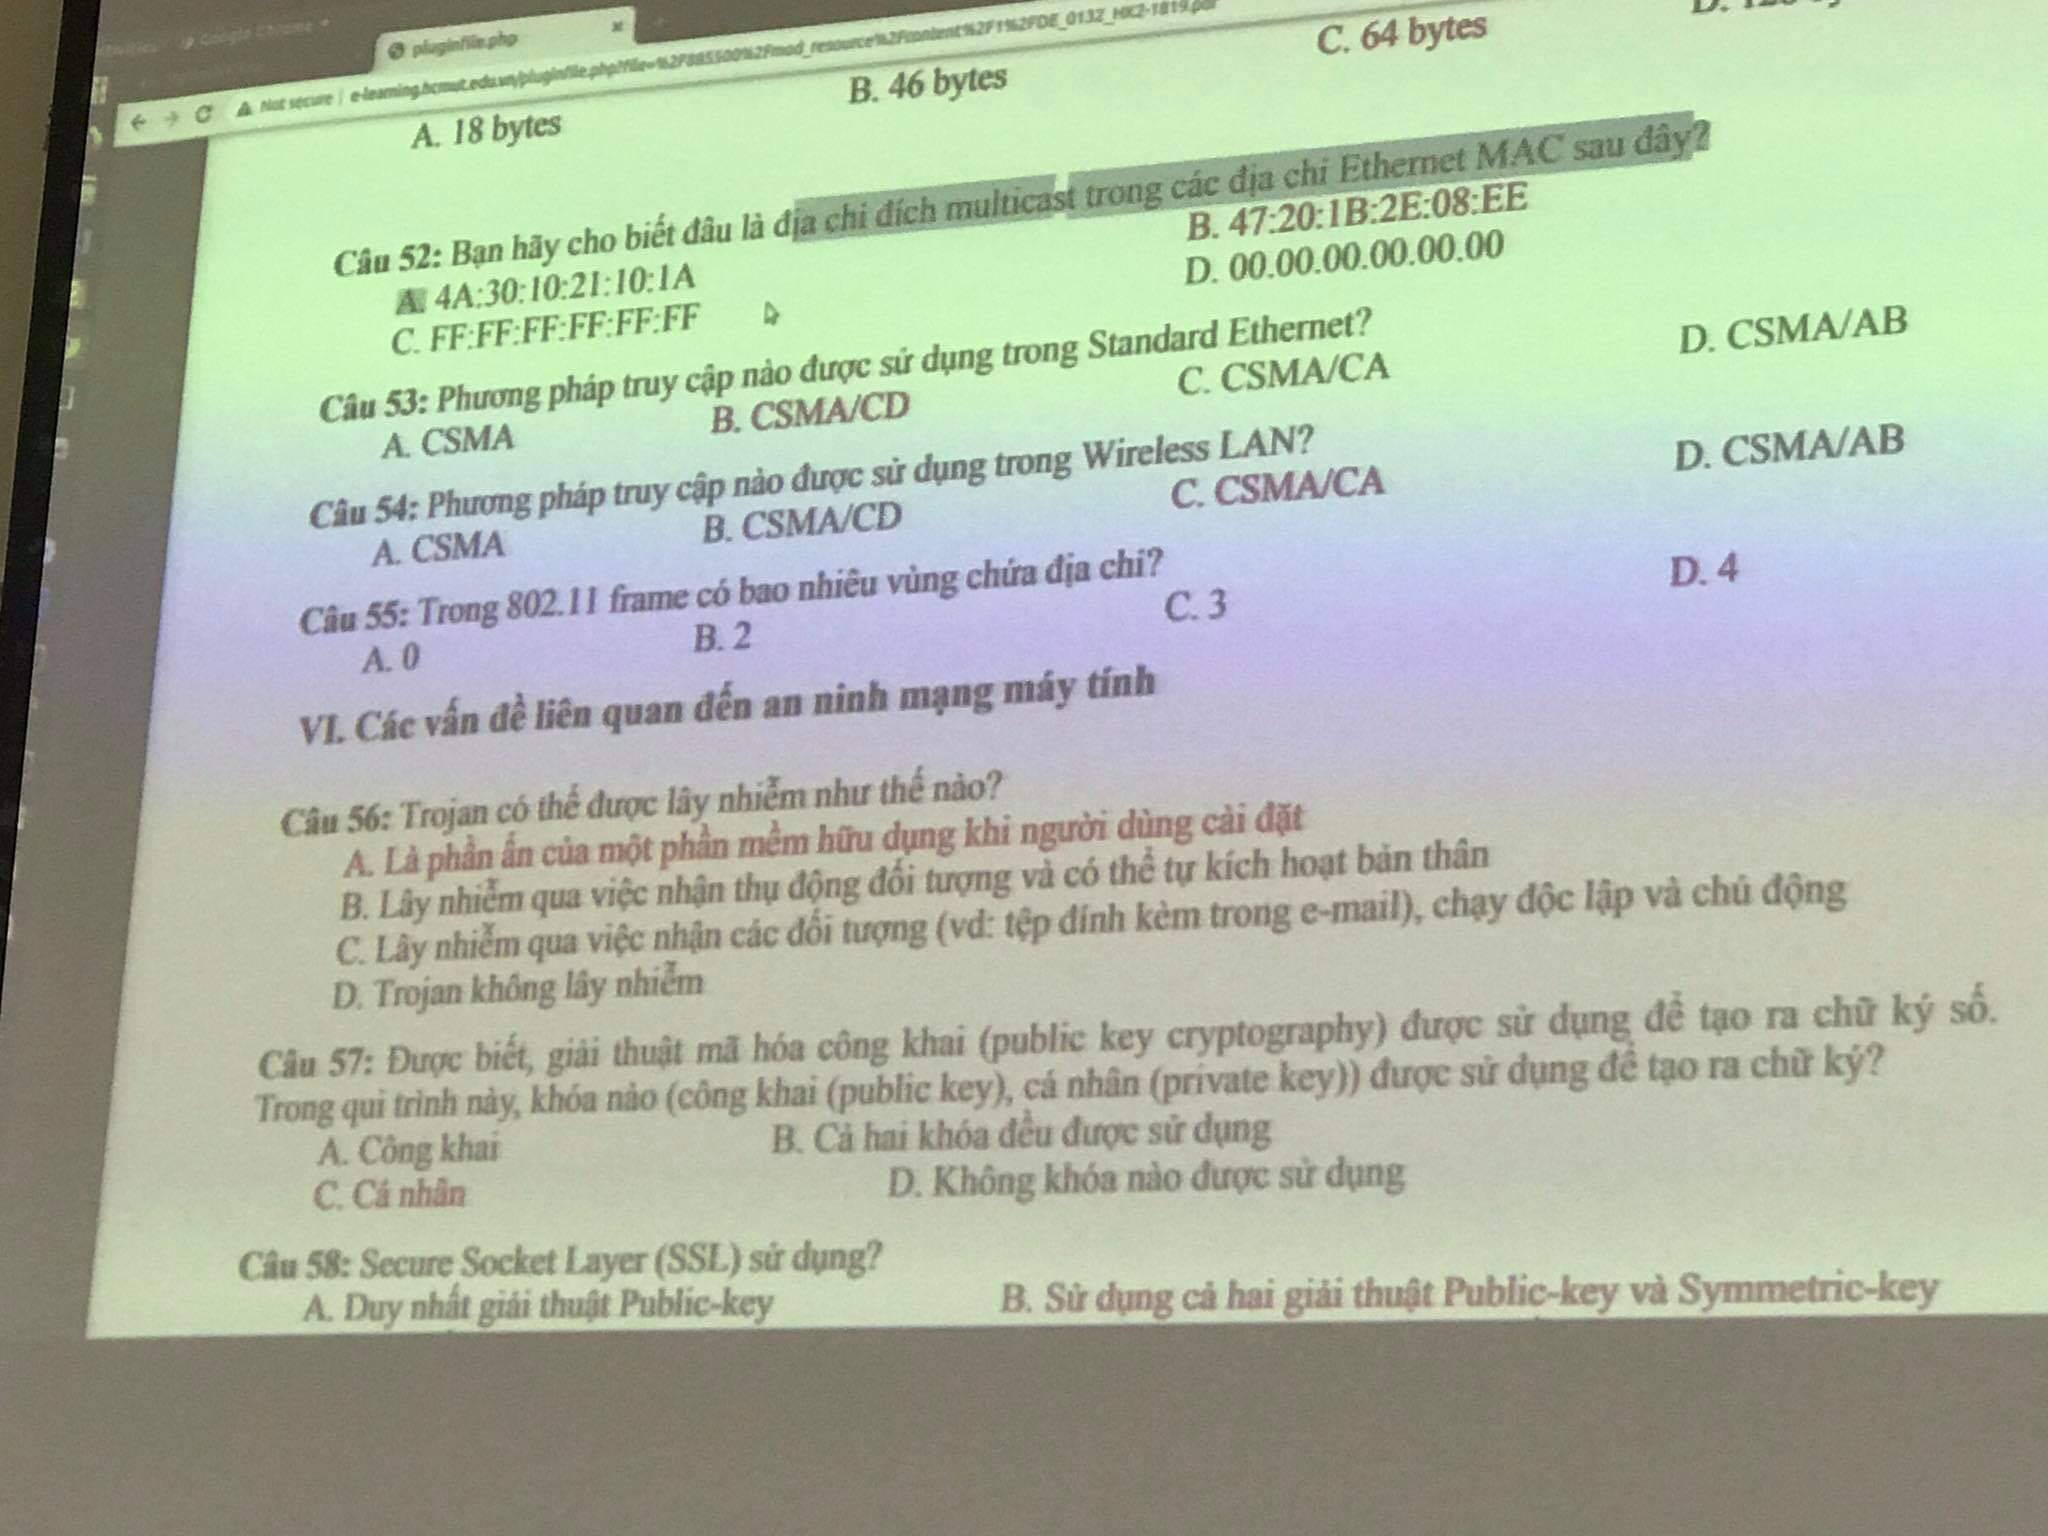 Google Chrome
pluginfile.php
Not secure | e-learning.hcmut.edu.vn/pluginfile.php?file=%2F885500%2Fmod_resource%2Fcontent%2F1%2FDE_0132_HK2-1819.pdf
A. 18 bytes B. 46 bytes C. 64 bytes D.
Câu 52: Bạn hãy cho biết đâu là địa chỉ đích multicast trong các địa chỉ Ethernet MAC sau đây?
A. 4A:30:10:21:10:1A B. 47:20:1B:2E:08:EE
C. FF:FF:FF:FF:FF:FF D. 00.00.00.00.00.00
Câu 53: Phương pháp truy cập nào được sử dụng trong Standard Ethernet?
A. CSMA B. CSMA/CD C. CSMA/CA D. CSMA/AB
Câu 54: Phương pháp truy cập nào được sử dụng trong Wireless LAN?
A. CSMA B. CSMA/CD C. CSMA/CA D. CSMA/AB
Câu 55: Trong 802.11 frame có bao nhiêu vùng chứa địa chỉ?
A. 0 B. 2 C. 3 D. 4
VI. Các vấn đề liên quan đến an ninh mạng máy tính
Câu 56: Trojan có thể được lây nhiễm như thế nào?
A. Là phần ẩn của một phần mềm hữu dụng khi người dùng cài đặt
B. Lây nhiễm qua việc nhận thụ động đối tượng và có thể tự kích hoạt bản thân
C. Lây nhiễm qua việc nhận các đối tượng (vd: tệp đính kèm trong e-mail), chạy độc lập và chủ động
D. Trojan không lây nhiễm
Câu 57: Được biết, giải thuật mã hóa công khai (public key cryptography) được sử dụng để tạo ra chữ ký số.
Trong qui trình này, khóa nào (công khai (public key), cá nhân (private key)) được sử dụng để tạo ra chữ ký?
A. Công khai B. Cả hai khóa đều được sử dụng
C. Cá nhân D. Không khóa nào được sử dụng
Câu 58: Secure Socket Layer (SSL) sử dụng?
A. Duy nhất giải thuật Public-key B. Sử dụng cả hai giải thuật Public-key và Symmetric-key